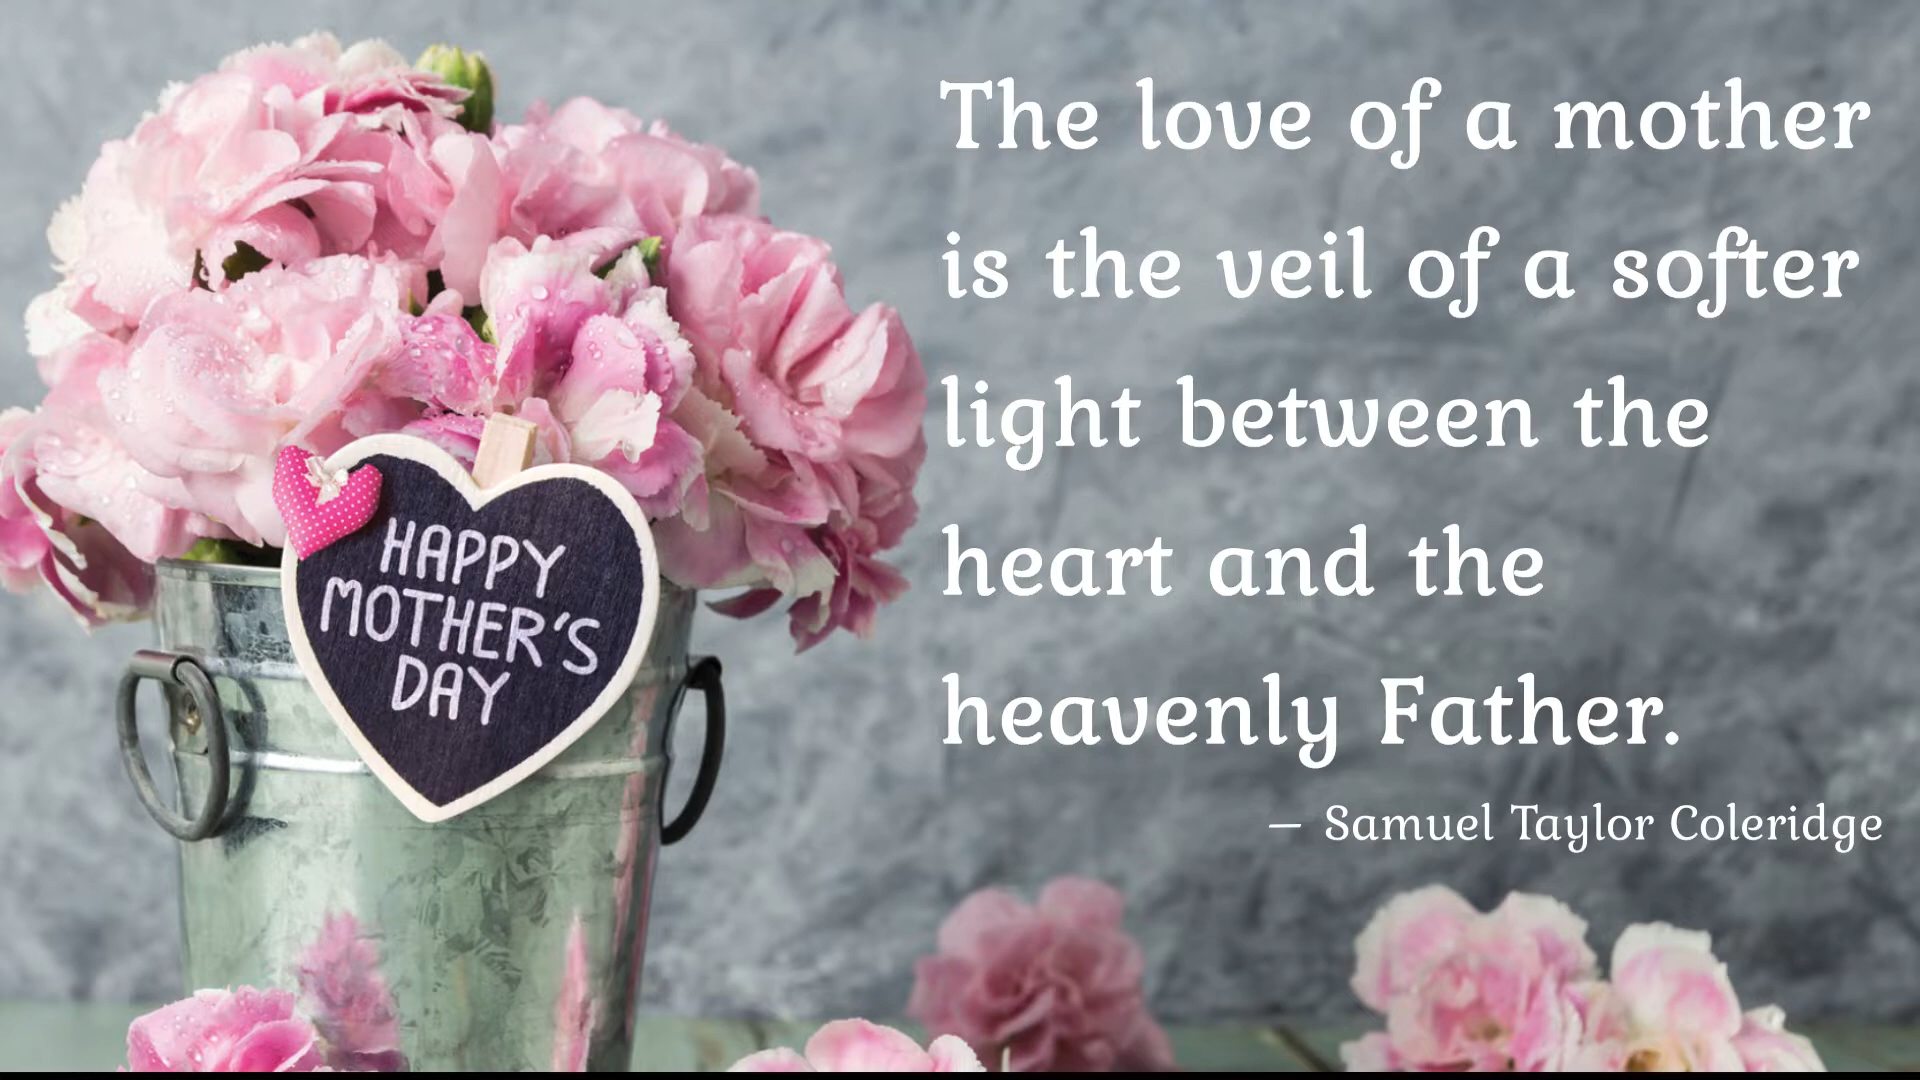 HAPPY
MOTHER'S
DAY
The love of a mother
is the veil of a softer
light between the
heart and the
heavenly Father.
– Samuel Taylor Coleridge